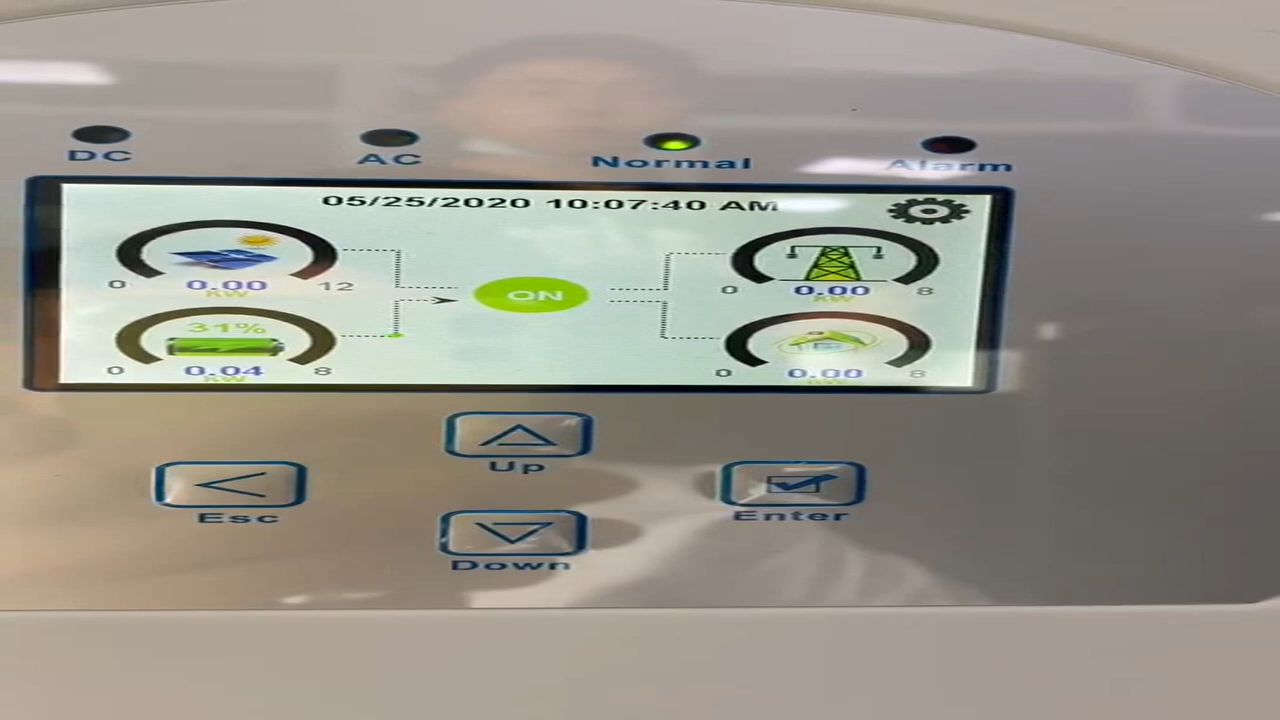 DC AC Normal Alarm
05/25/2020 10:07:40 AM
0 0.00 12
KW
ON
0 0.00 8
KW
31%
0 0.04 8
KW
0 0.00 8
KW
Up
Esc
Enter
Down